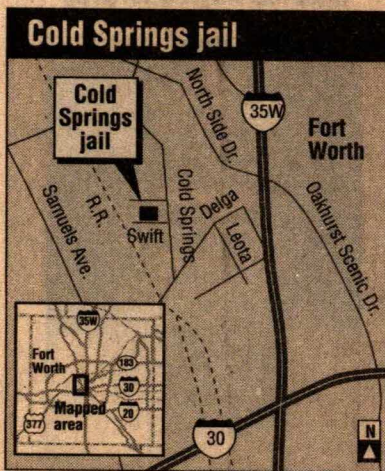 Cold Springs jail
Cold
Springs
jail
North Side Dr.
35W
Fort
Worth
Samuels Ave.
R.R.
Cold Springs
Delga
Leota
Swift
Oakhurst Scenic Dr.
35W
Fort
Worth
183
30
20
377
Mapped
area
30
N